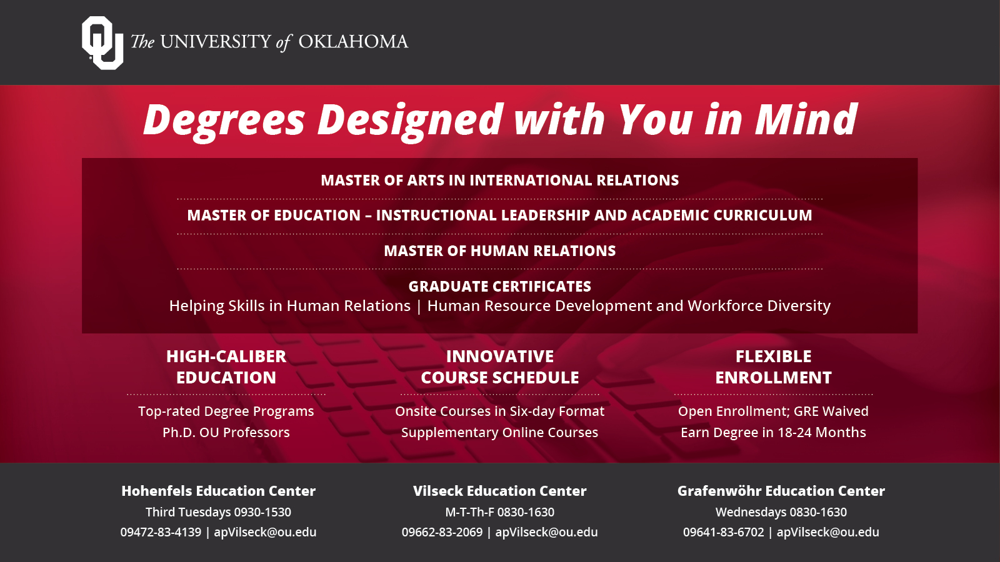 OU The UNIVERSITY of OKLAHOMA
Degrees Designed with You in Mind
MASTER OF ARTS IN INTERNATIONAL RELATIONS
MASTER OF EDUCATION – INSTRUCTIONAL LEADERSHIP AND ACADEMIC CURRICULUM
MASTER OF HUMAN RELATIONS
GRADUATE CERTIFICATES
Helping Skills in Human Relations | Human Resource Development and Workforce Diversity
HIGH-CALIBER
EDUCATION
Top-rated Degree Programs
Ph.D. OU Professors
INNOVATIVE
COURSE SCHEDULE
Onsite Courses in Six-day Format
Supplementary Online Courses
FLEXIBLE
ENROLLMENT
Open Enrollment; GRE Waived
Earn Degree in 18-24 Months
Hohenfels Education Center
Third Tuesdays 0930-1530
09472-83-4139 | apVilseck@ou.edu
Vilseck Education Center
M-T-Th-F 0830-1630
09662-83-2069 | apVilseck@ou.edu
Grafenwöhr Education Center
Wednesdays 0830-1630
09641-83-6702 | apVilseck@ou.edu